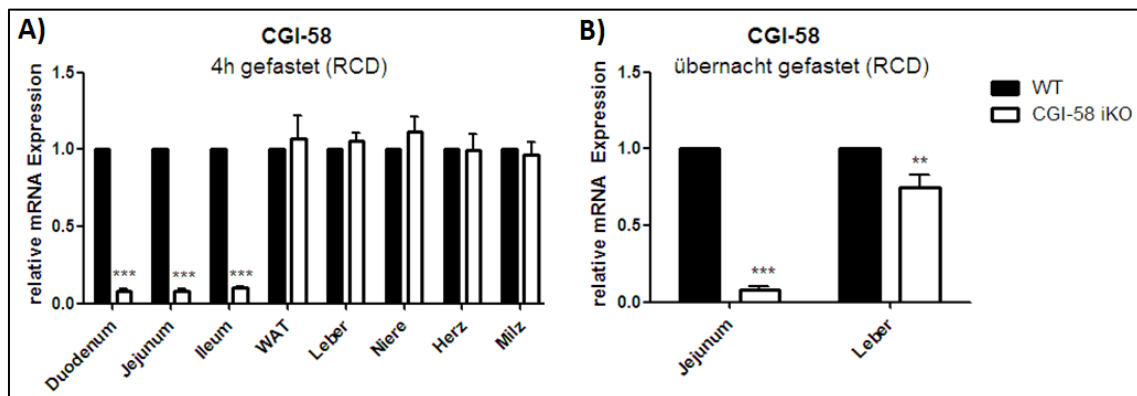 A)
CGI-58
4h gefastet (RCD)
relative mRNA Expression
1.5
1.0
0.5
0.0
*** *** ***
Duodenum Jejunum Ileum WAT Leber Niere Herz Milz
B)
CGI-58
übernacht gefastet (RCD)
relative mRNA Expression
1.5
1.0
0.5
0.0
**
***
Jejunum Leber
WT
CGI-58 iKO